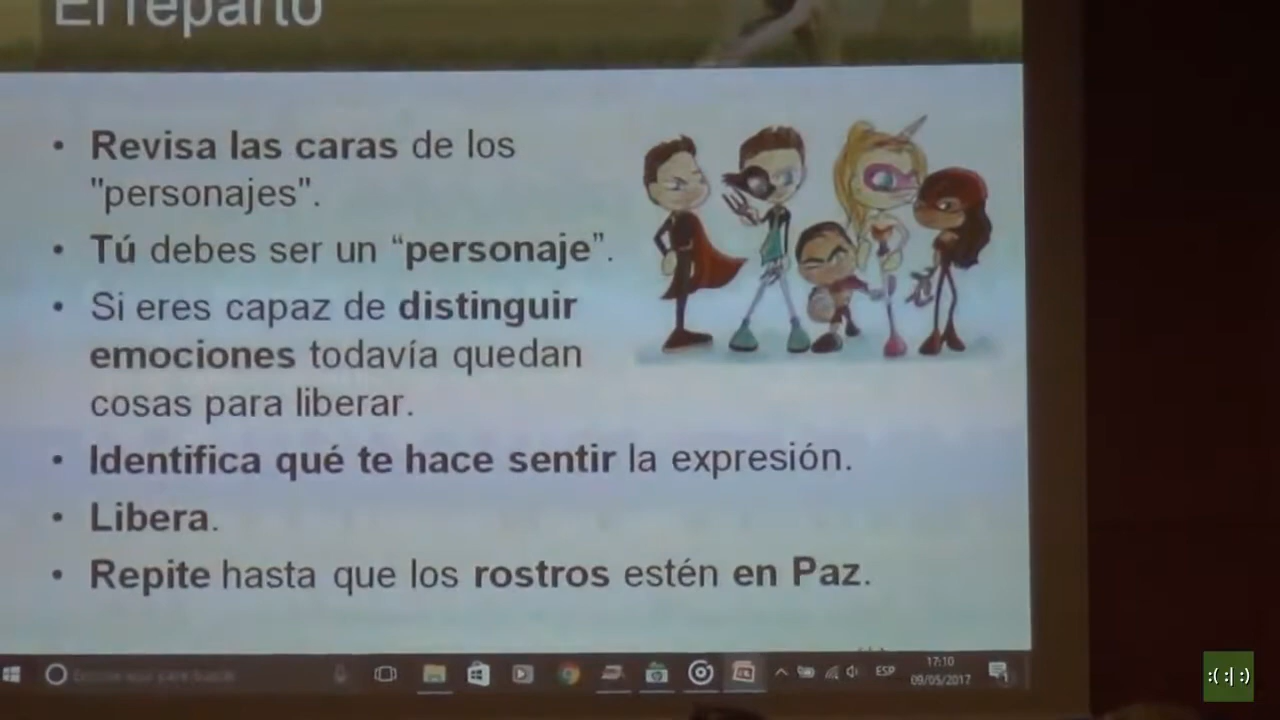 El reparto
• Revisa las caras de los
"personajes".
• Tú debes ser un “personaje”.
• Si eres capaz de distinguir
emociones todavía quedan
cosas para liberar.
• Identifica qué te hace sentir la expresión.
• Libera.
• Repite hasta que los rostros estén en Paz.
ESP
17:10
09/05/2017
:( :| :)